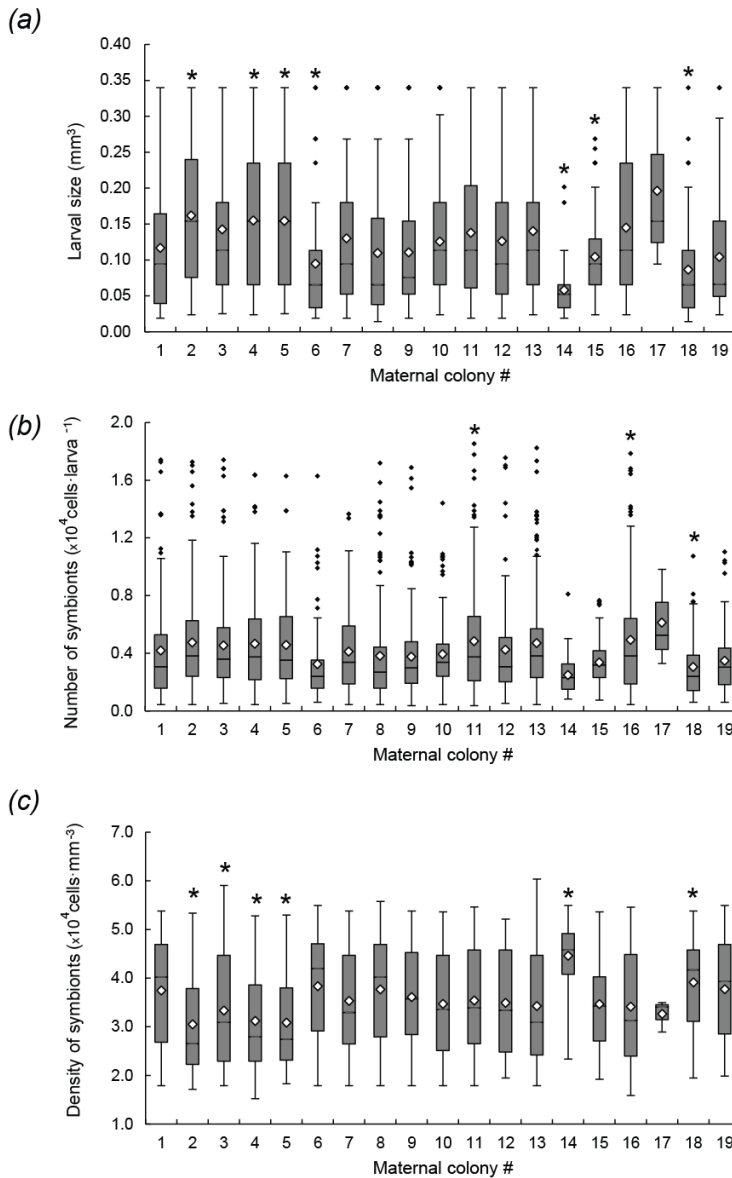 (a)
Larval size (mm³)
0.40
0.35
0.30
0.25
0.20
0.15
0.10
0.05
0.00
* * * * * * *
1 2 3 4 5 6 7 8 9 10 11 12 13 14 15 16 17 18 19
Maternal colony #
(b)
Number of symbionts (x10⁴cells·larva⁻¹)
2.0
1.6
1.2
0.8
0.4
0.0
* * *
1 2 3 4 5 6 7 8 9 10 11 12 13 14 15 16 17 18 19
Maternal colony #
(c)
Density of symbionts (x10⁴cells·mm⁻³)
7.0
6.0
5.0
4.0
3.0
2.0
1.0
* * * * * *
1 2 3 4 5 6 7 8 9 10 11 12 13 14 15 16 17 18 19
Maternal colony #